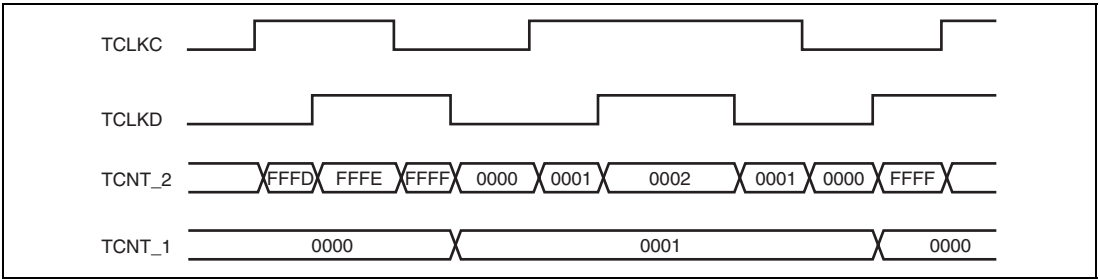 TCLKC
TCLKD
TCNT_2 FFFD FFFE FFFF 0000 0001 0002 0001 0000 FFFF
TCNT_1 0000 0001 0000